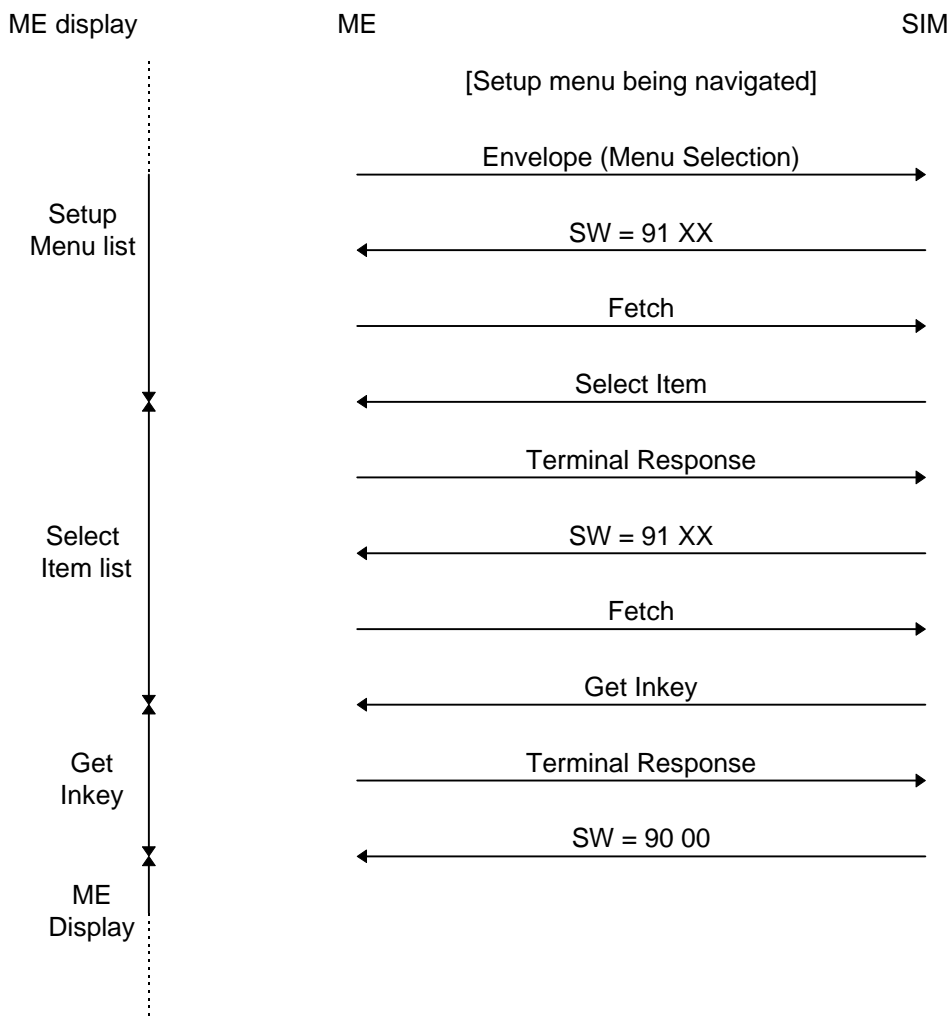 ME display
ME
SIM
[Setup menu being navigated]
Envelope (Menu Selection)
Setup
Menu list
SW = 91 XX
Fetch
Select Item
Terminal Response
Select
Item list
SW = 91 XX
Fetch
Get Inkey
Get
Inkey
Terminal Response
SW = 90 00
ME
Display